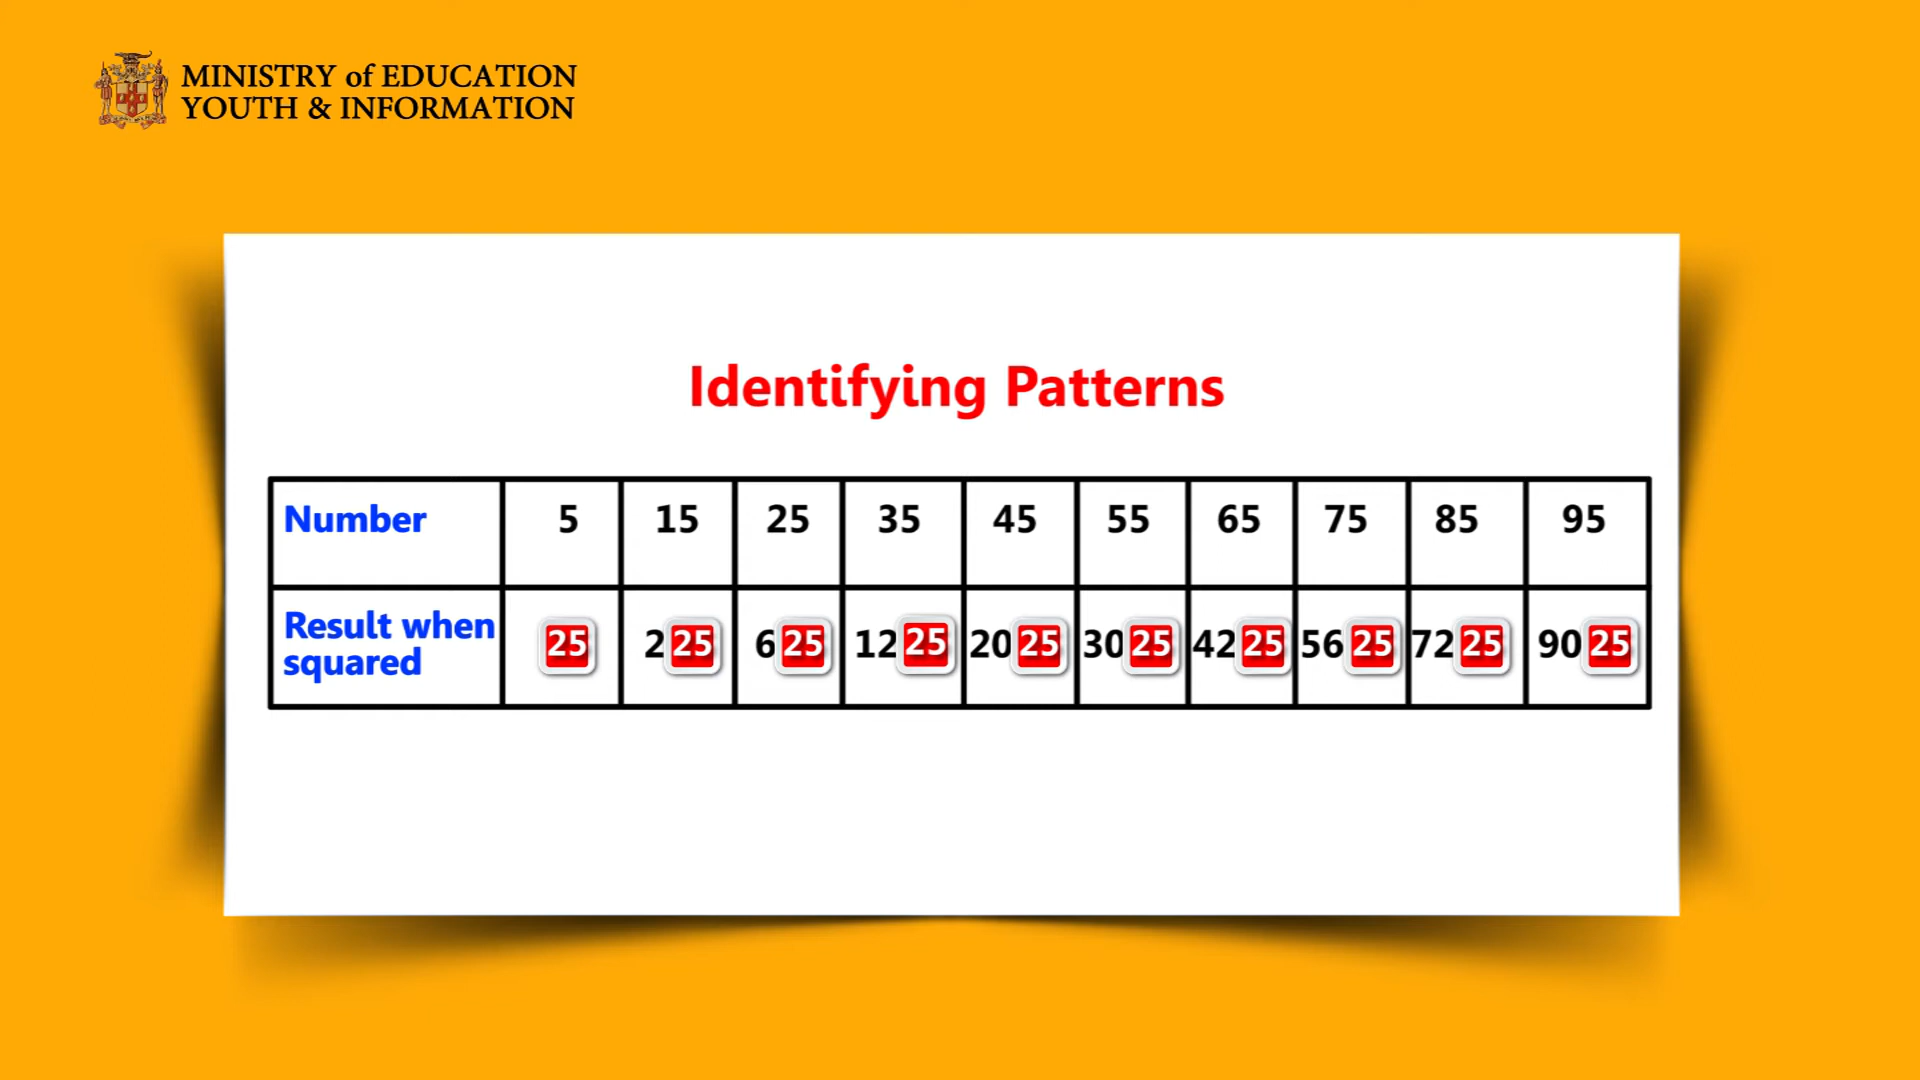 MINISTRY of EDUCATION
YOUTH & INFORMATION
Identifying Patterns
Number 5 15 25 35 45 55 65 75 85 95
Result when squared 25 225 625 1225 2025 3025 4225 5625 7225 9025